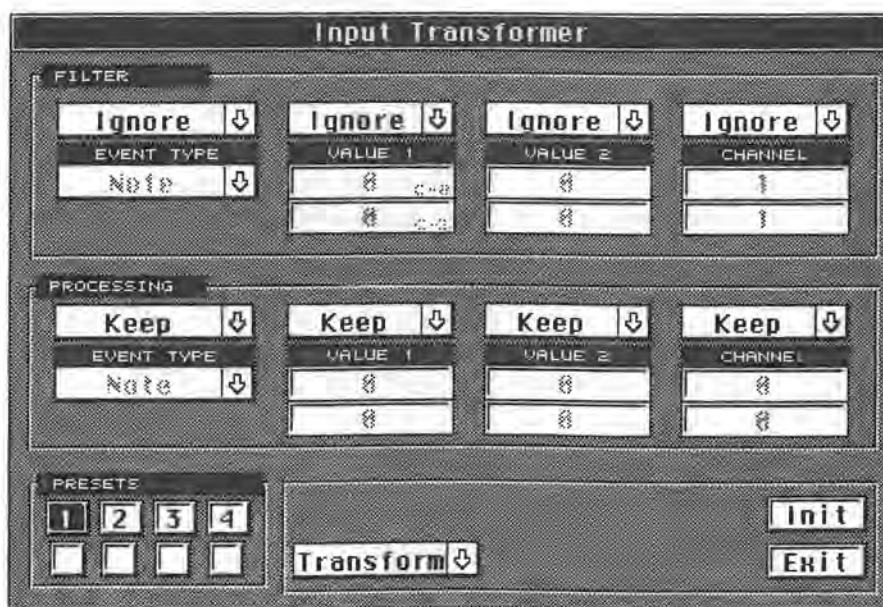 Input Transformer
FILTER
Ignore Ignore Ignore Ignore
EVENT TYPE VALUE 1 VALUE 2 CHANNEL
Note 0 c-2 0 1
0 c-2 0 1
PROCESSING
Keep Keep Keep Keep
EVENT TYPE VALUE 1 VALUE 2 CHANNEL
Note 0 0 0
0 0 0
PRESETS
1 2 3 4
Init
Transform
Exit